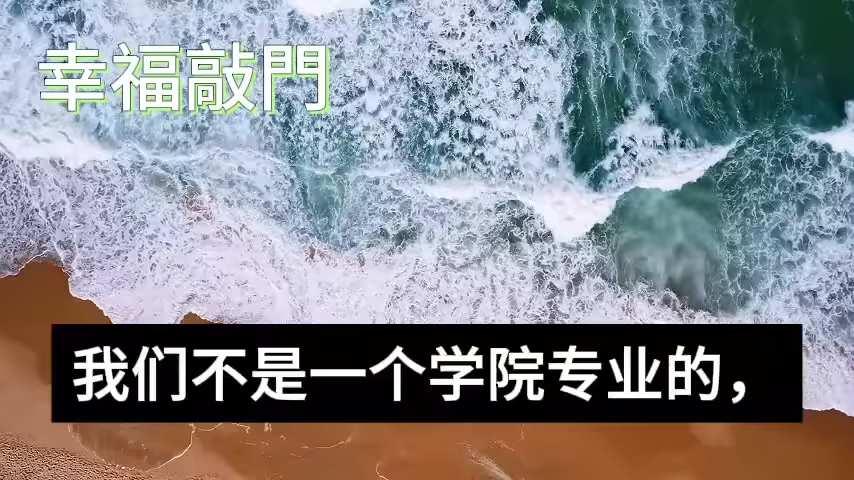 幸福敲門
我们不是一个学院专业的，